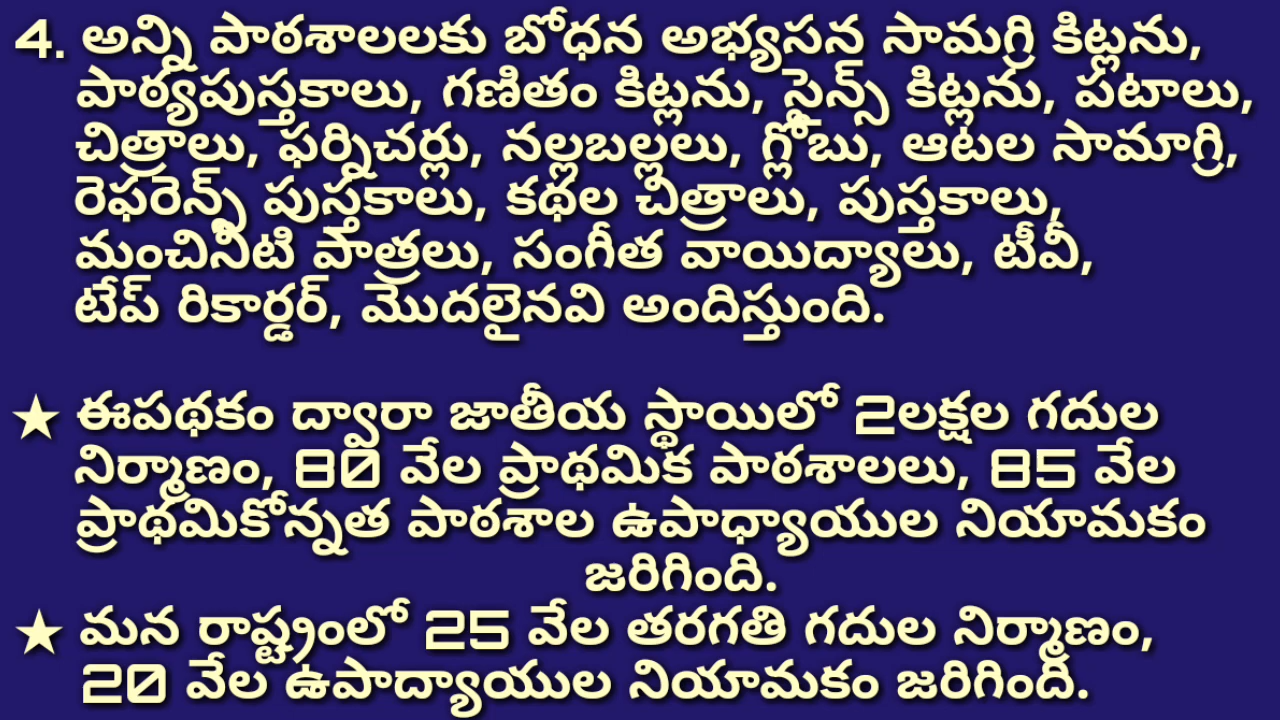 4. అన్ని పాఠశాలలకు బోధన అభ్యసన సామగ్రి కిట్లను,
పాఠ్యపుస్తకాలు, గణితం కిట్లను, సైన్స్ కిట్లను, పటాలు,
చిత్రాలు, ఫర్నిచర్లు, నల్లబల్లలు, గ్లోబు, ఆటల సామాగ్రి,
రెఫరెన్స్ పుస్తకాలు, కథల చిత్రాలు, పుస్తకాలు,
మంచినీటి పాత్రలు, సంగీత వాయిద్యాలు, టీవీ,
టేప్ రికార్డర్, మొదలైనవి అందిస్తుంది.
★ ఈపథకం ద్వారా జాతీయ స్థాయిలో 2లక్షల గదుల
నిర్మాణం, 80 వేల ప్రాథమిక పాఠశాలలు, 85 వేల
ప్రాథమికోన్నత పాఠశాల ఉపాధ్యాయుల నియామకం
జరిగింది.
★ మన రాష్ట్రంలో 25 వేల తరగతి గదుల నిర్మాణం,
20 వేల ఉపాద్యాయుల నియామకం జరిగింది.